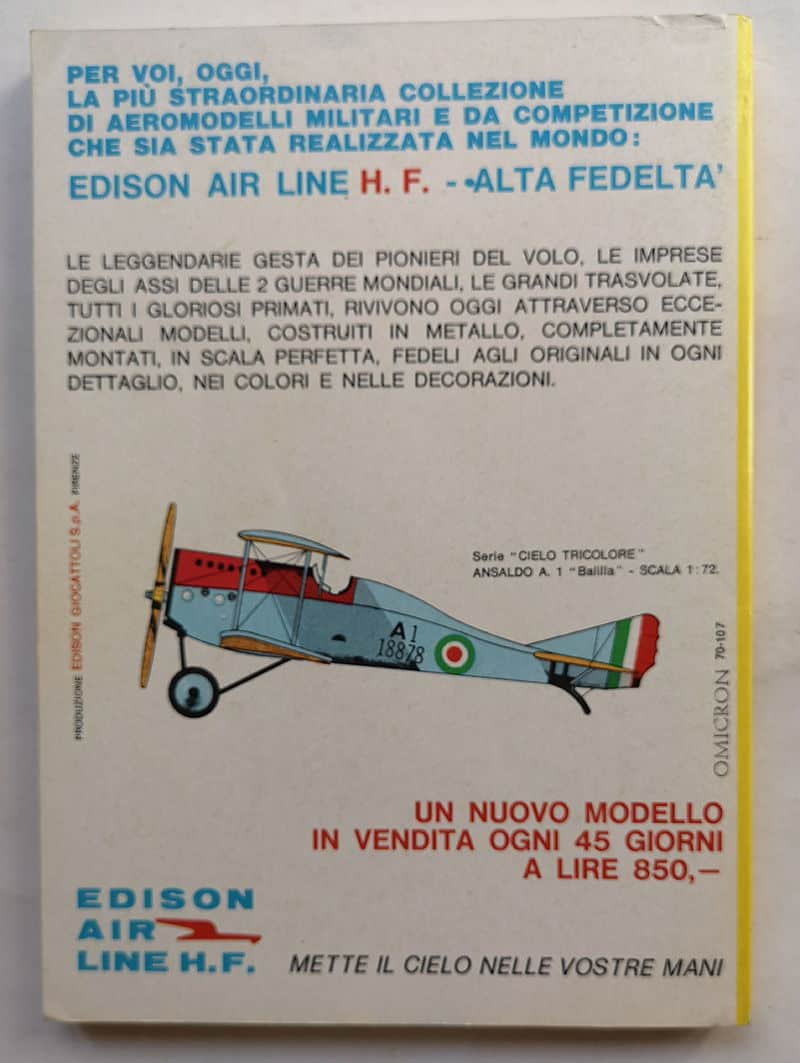 PER VOI, OGGI,
LA PIÙ STRAORDINARIA COLLEZIONE
DI AEROMODELLI MILITARI E DA COMPETIZIONE
CHE SIA STATA REALIZZATA NEL MONDO:
EDISON AIR LINE H. F. - •ALTA FEDELTA'
LE LEGGENDARIE GESTA DEI PIONIERI DEL VOLO, LE IMPRESE
DEGLI ASSI DELLE 2 GUERRE MONDIALI, LE GRANDI TRASVOLATE,
TUTTI I GLORIOSI PRIMATI, RIVIVONO OGGI ATTRAVERSO ECCE-
ZIONALI MODELLI, COSTRUITI IN METALLO, COMPLETAMENTE
MONTATI, IN SCALA PERFETTA, FEDELI AGLI ORIGINALI IN OGNI
DETTAGLIO, NEI COLORI E NELLE DECORAZIONI.
PRODUZIONE EDISON GIOCATTOLI S.p.A. FIRENZE
Serie "CIELO TRICOLORE"
ANSALDO A. 1 "Balilla" - SCALA 1:72.
A1
18878
OMICRON 70-107
UN NUOVO MODELLO
IN VENDITA OGNI 45 GIORNI
A LIRE 850,—
EDISON
AIR
LINE H.F.
METTE IL CIELO NELLE VOSTRE MANI